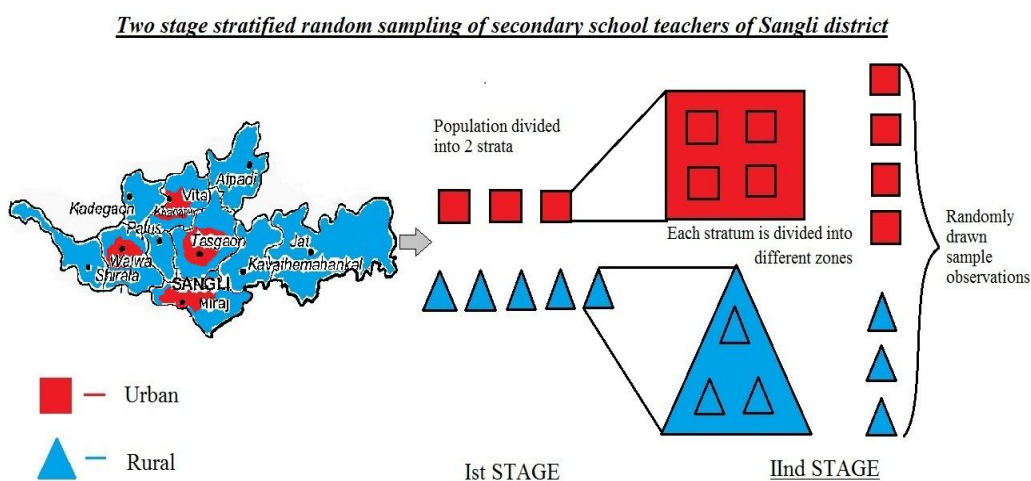 Two stage stratified random sampling of secondary school teachers of Sangli district
Population divided
into 2 strata
Each stratum is divided into
different zones
Randomly
drawn
sample
observations
Atpadi
Vita
Kadegaon
Palus
Tasgaon
Jat
Walwa
Shirala
Kavathemahankal
SANGLI
Miraj
Urban
Rural
Ist STAGE
IInd STAGE